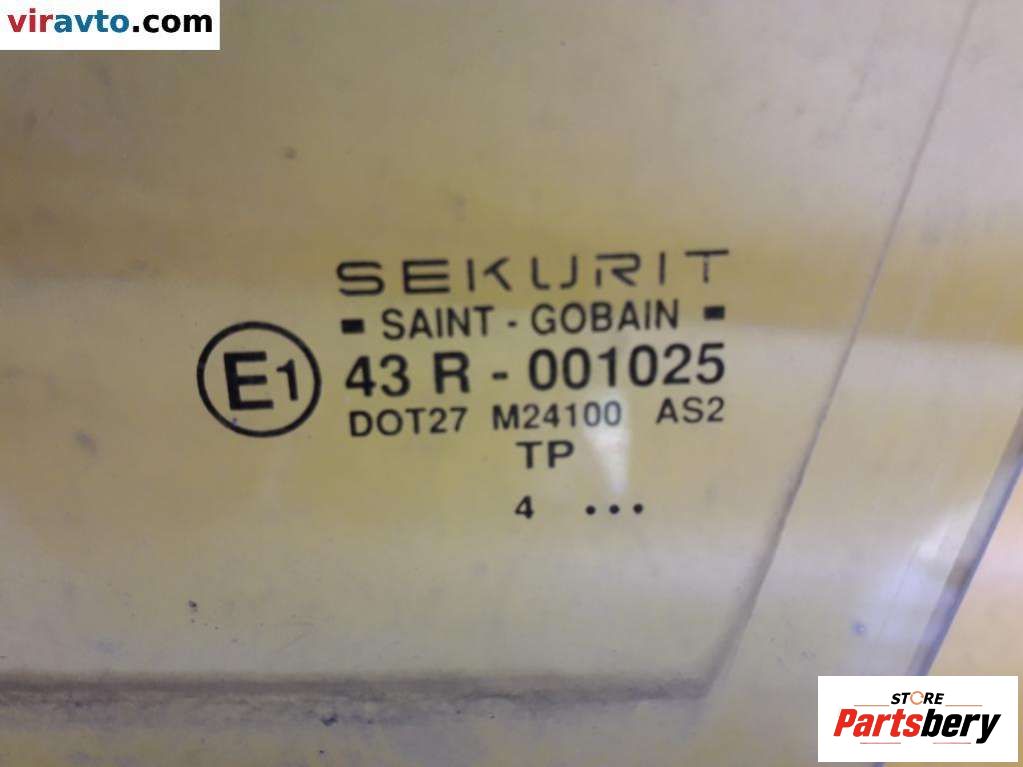 viravto.com
SEKURIT
▪ SAINT - GOBAIN ▪
E1
43 R - 001025
DOT27 M24100 AS2
TP
4 ...
STORE
Partsbery